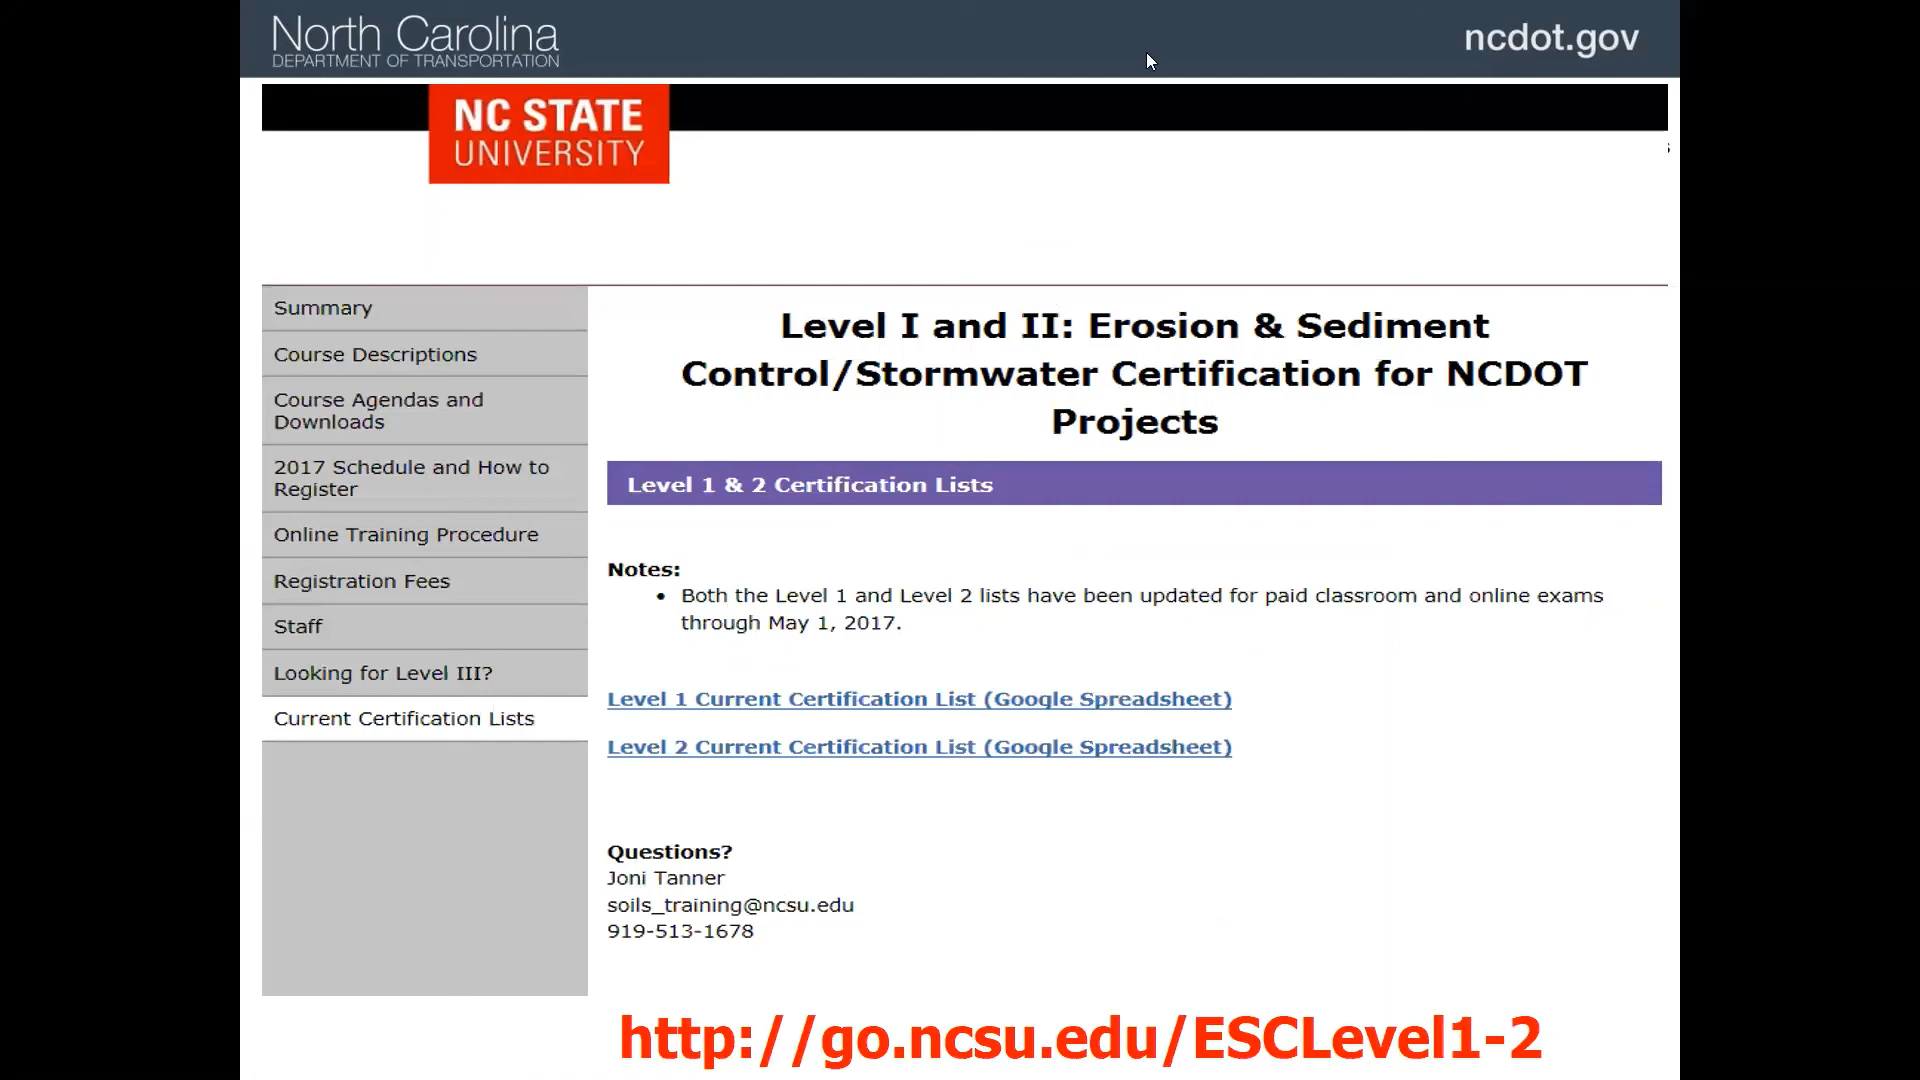 North Carolina
DEPARTMENT OF TRANSPORTATION
ncdot.gov
NC STATE
UNIVERSITY
Summary
Course Descriptions
Course Agendas and
Downloads
2017 Schedule and How to
Register
Online Training Procedure
Registration Fees
Staff
Looking for Level III?
Current Certification Lists
Level I and II: Erosion & Sediment
Control/Stormwater Certification for NCDOT
Projects
Level 1 & 2 Certification Lists
Notes:
• Both the Level 1 and Level 2 lists have been updated for paid classroom and online exams
through May 1, 2017.
Level 1 Current Certification List (Google Spreadsheet)
Level 2 Current Certification List (Google Spreadsheet)
Questions?
Joni Tanner
soils_training@ncsu.edu
919-513-1678
http://go.ncsu.edu/ESCLevel1-2